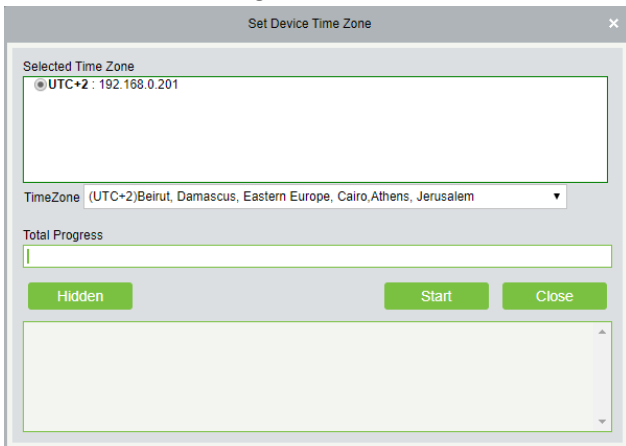 Set Device Time Zone ×
Selected Time Zone
UTC+2 : 192.168.0.201
TimeZone (UTC+2)Beirut, Damascus, Eastern Europe, Cairo,Athens, Jerusalem
Total Progress
Hidden Start Close